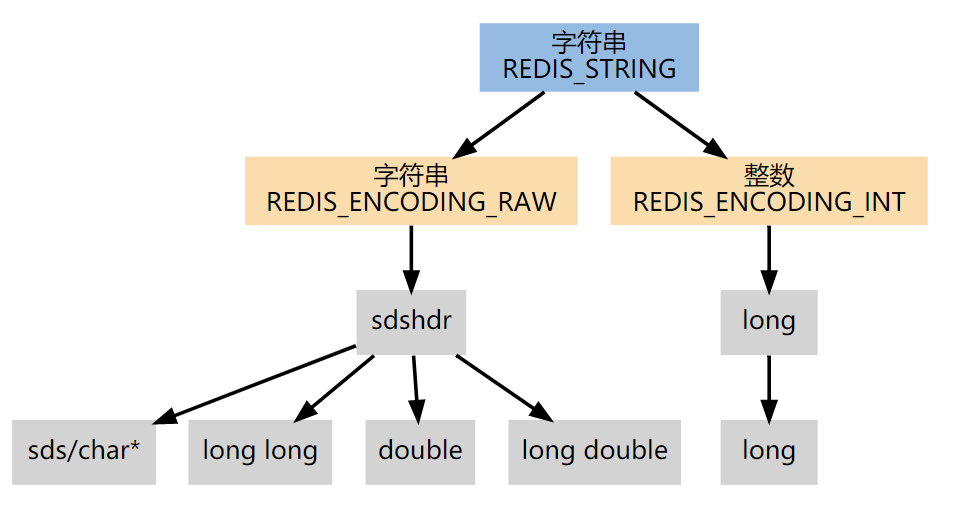 字符串
REDIS_STRING
字符串
REDIS_ENCODING_RAW
整数
REDIS_ENCODING_INT
sdshdr
long
sds/char*
long long
double
long double
long